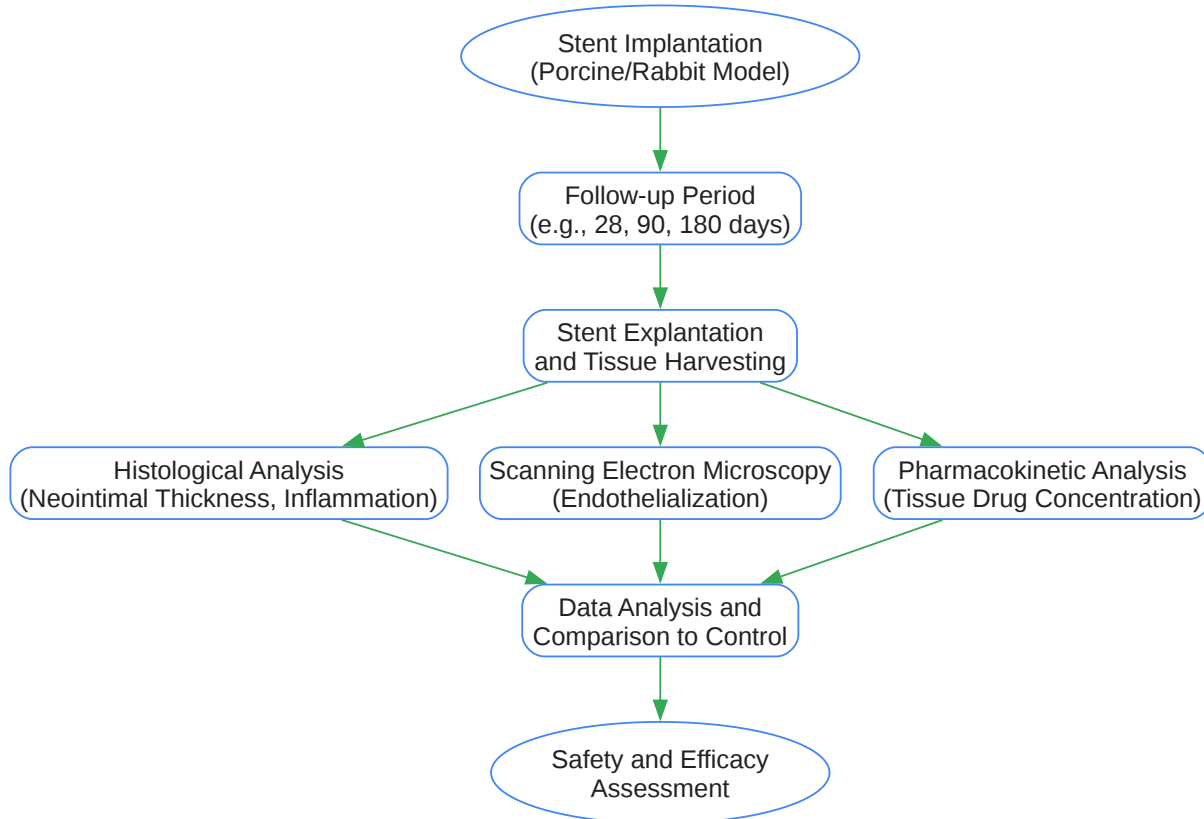 Stent Implantation
(Porcine/Rabbit Model)
Follow-up Period
(e.g., 28, 90, 180 days)
Stent Explantation
and Tissue Harvesting
Histological Analysis
(Neointimal Thickness, Inflammation)
Scanning Electron Microscopy
(Endothelialization)
Pharmacokinetic Analysis
(Tissue Drug Concentration)
Data Analysis and
Comparison to Control
Safety and Efficacy
Assessment